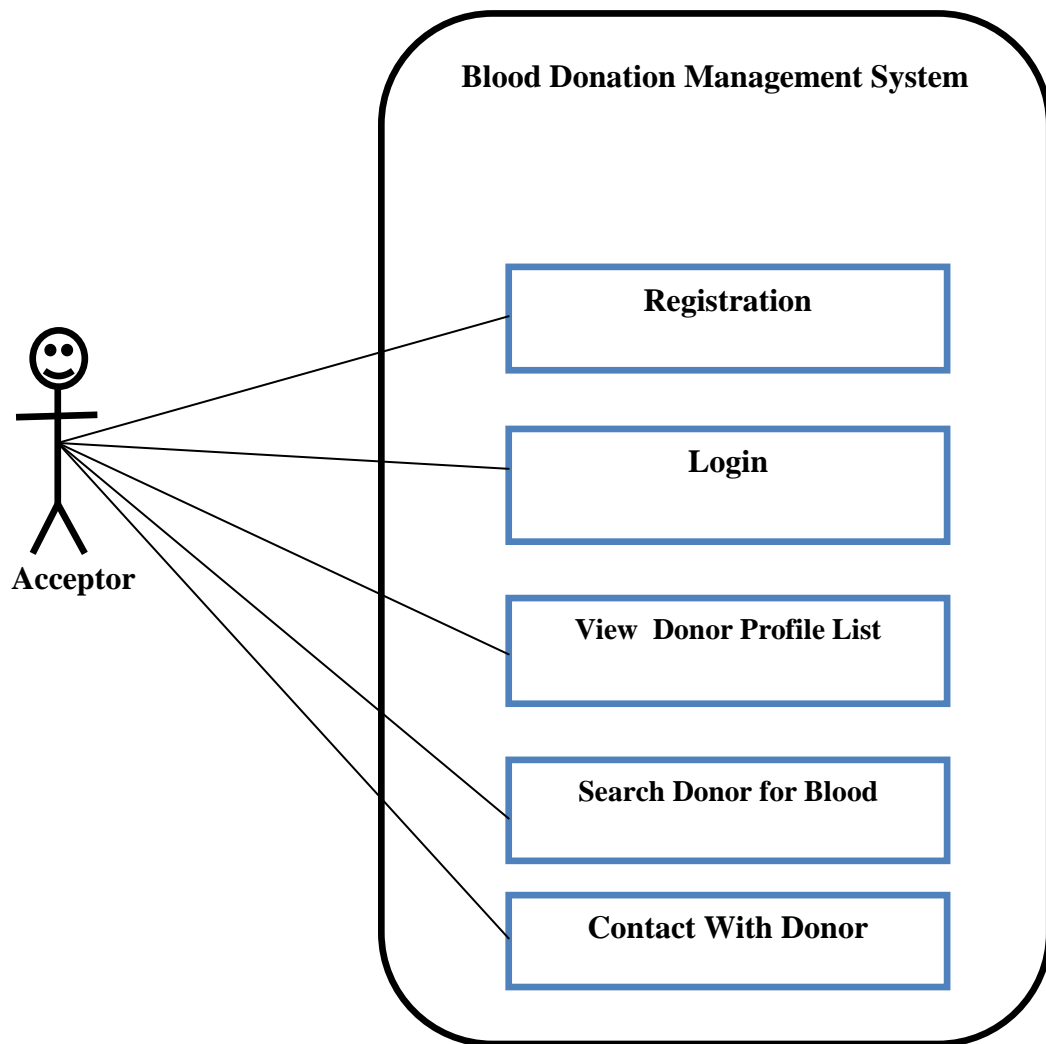 Blood Donation Management System
Registration
Login
Acceptor
View Donor Profile List
Search Donor for Blood
Contact With Donor